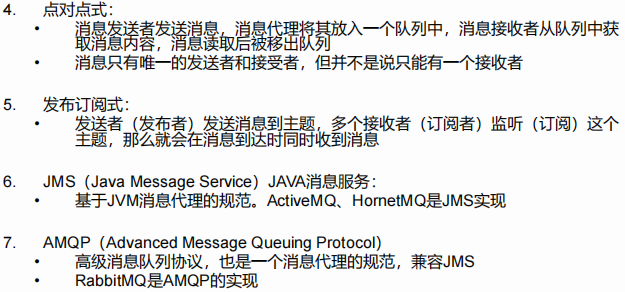 4. 点对点式：
• 消息发送者发送消息，消息代理将其放入一个队列中，消息接收者从队列中获
取消息内容，消息读取后被移出队列
• 消息只有唯一的发送者和接受者，但并不是说只能有一个接收者
5. 发布订阅式：
• 发送者（发布者）发送消息到主题，多个接收者（订阅者）监听（订阅）这个
主题，那么就会在消息到达时同时收到消息
6. JMS（Java Message Service）JAVA消息服务：
• 基于JVM消息代理的规范。ActiveMQ、HornetMQ是JMS实现
7. AMQP（Advanced Message Queuing Protocol）
• 高级消息队列协议，也是一个消息代理的规范，兼容JMS
• RabbitMQ是AMQP的实现